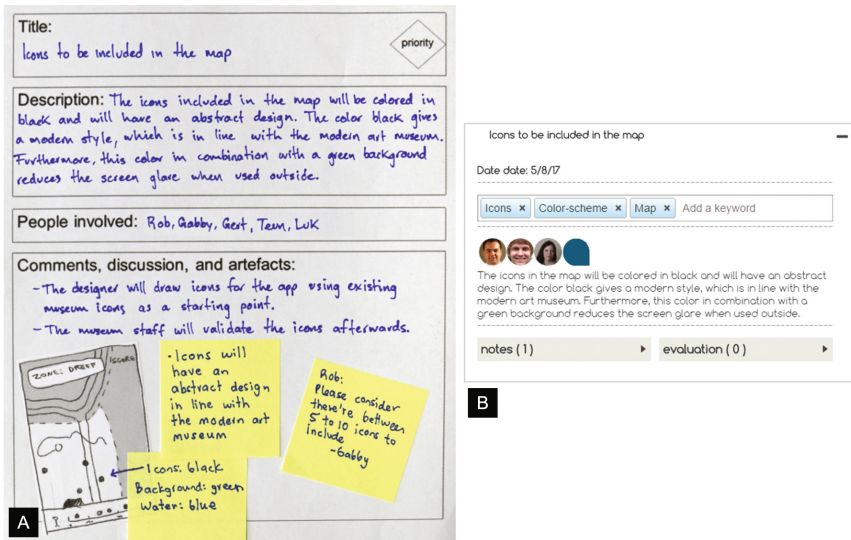 Title:
Icons to be included in the map
priority
Description: The icons included in the map will be colored in
black and will have an abstract design. The color black gives
a modern style, which is in line with the modern art museum.
Furthermore, this color in combination with a green background
reduces the screen glare when used outside.
People involved: Rob, Gabby, Gert, Teun, Luk
Comments, discussion, and artefacts:
- The designer will draw icons for the app using existing
museum icons as a starting point.
- The museum staff will validate the icons afterwards.
ZONE: DREEP
ISCORE
• Icons will
have an
abstract design
in line with
the modern art
museum
Icons: black
Background: green
Water: blue
Rob:
Please consider
there're between
5 to 10 icons to
include
-Gabby
A
Icons to be included in the map
Date date: 5/8/17
Icons × Color-scheme × Map × Add a keyword
The icons in the map will be colored in black and will have an abstract
design. The color black gives a modern style, which is in line with the
modern art museum. Furthermore, this color in combination with a
green background reduces the screen glare when used outside.
notes ( 1 )
evaluation ( 0 )
B